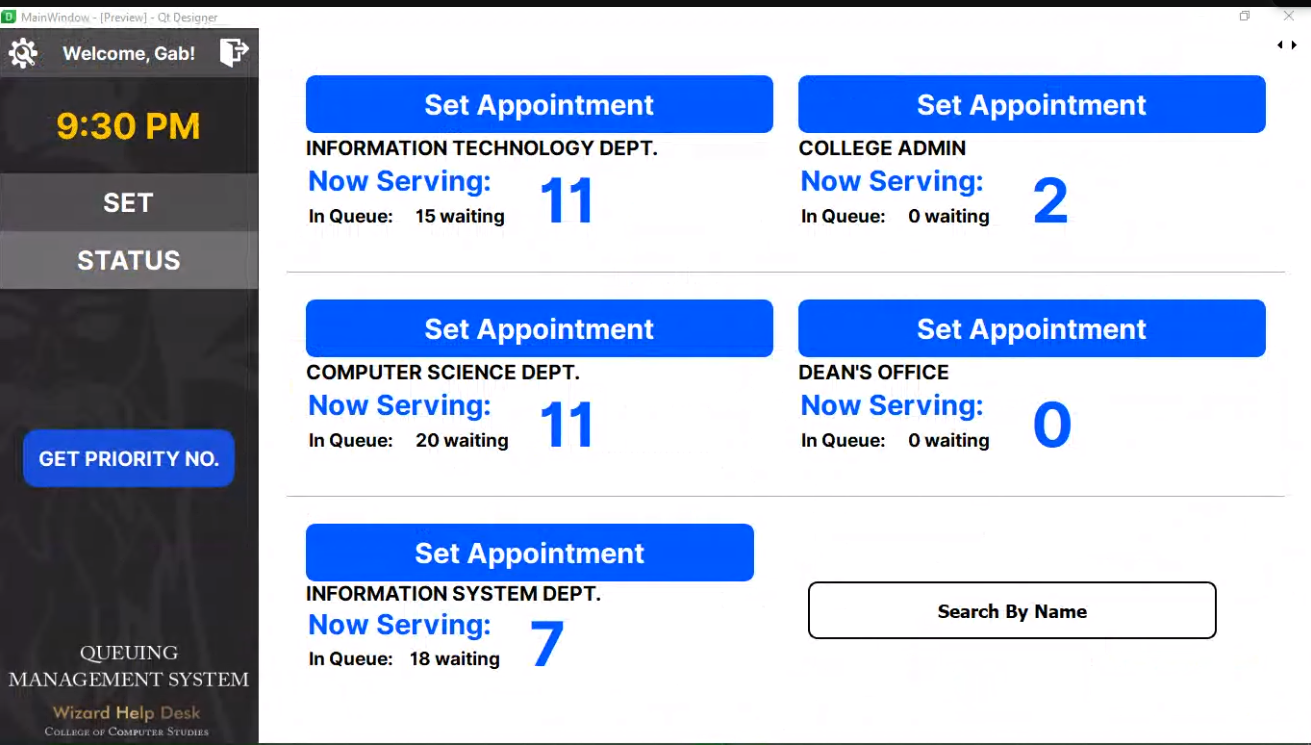 MainWindow - [Preview] - Qt Designer
Welcome, Gab!
9:30 PM
SET
STATUS
GET PRIORITY NO.
QUEUING
MANAGEMENT SYSTEM
Wizard Help Desk
COLLEGE OF COMPUTER STUDIES
Set Appointment
INFORMATION TECHNOLOGY DEPT.
Now Serving: 11
In Queue: 15 waiting
Set Appointment
COLLEGE ADMIN
Now Serving: 2
In Queue: 0 waiting
Set Appointment
COMPUTER SCIENCE DEPT.
Now Serving: 11
In Queue: 20 waiting
Set Appointment
DEAN'S OFFICE
Now Serving: 0
In Queue: 0 waiting
Set Appointment
INFORMATION SYSTEM DEPT.
Now Serving: 7
In Queue: 18 waiting
Search By Name